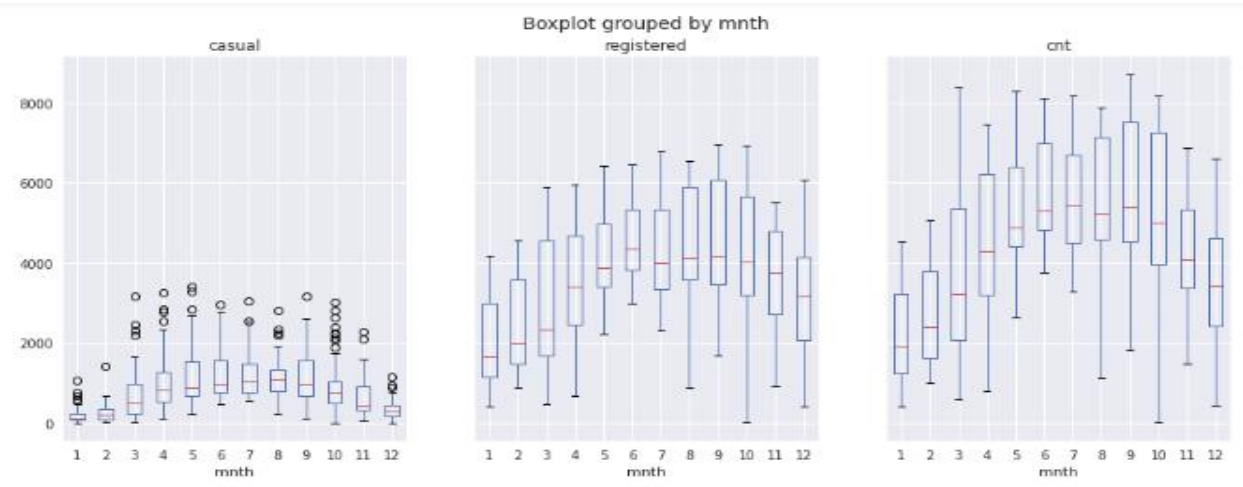 Boxplot grouped by mnth
casual registered cnt
8000
6000
4000
2000
0
1 2 3 4 5 6 7 8 9 10 11 12 1 2 3 4 5 6 7 8 9 10 11 12 1 2 3 4 5 6 7 8 9 10 11 12
mnth mnth mnth